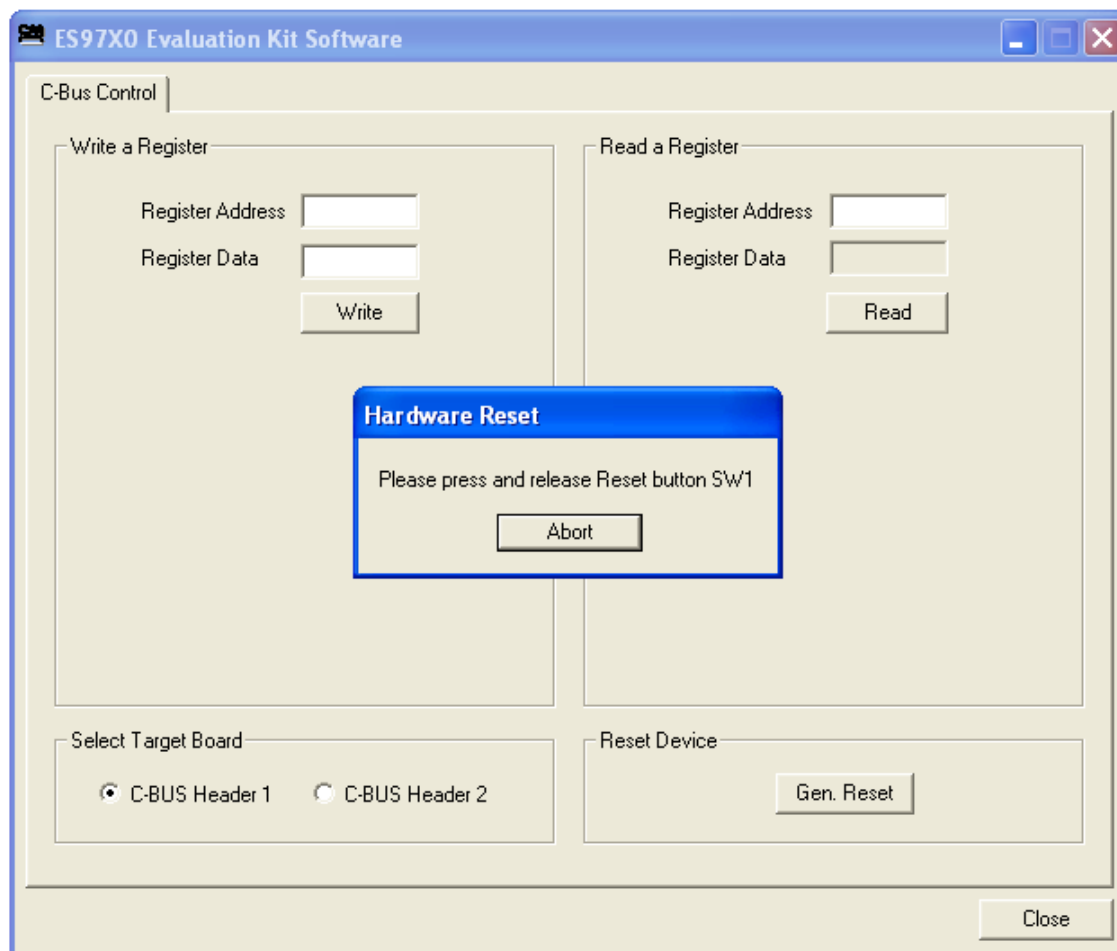 ES97X0 Evaluation Kit Software
C-Bus Control
Write a Register
Register Address
Register Data
Write
Read a Register
Register Address
Register Data
Read
Hardware Reset
Please press and release Reset button SW1
Abort
Select Target Board
C-BUS Header 1
C-BUS Header 2
Reset Device
Gen. Reset
Close